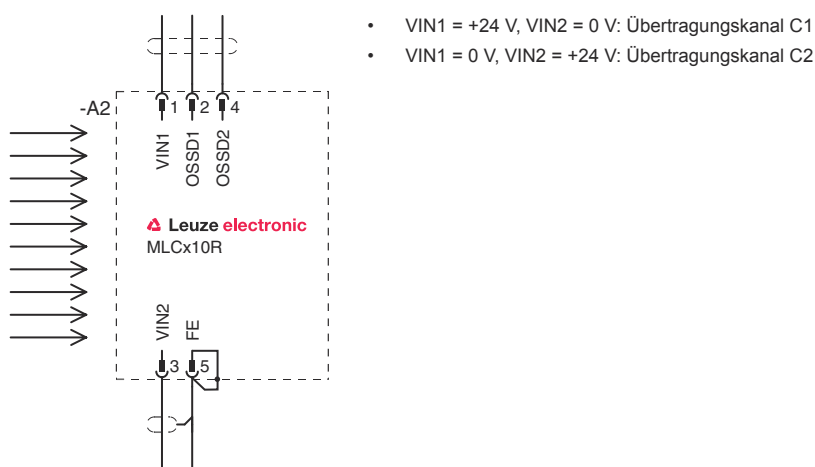 • VIN1 = +24 V, VIN2 = 0 V: Übertragungskanal C1
• VIN1 = 0 V, VIN2 = +24 V: Übertragungskanal C2
-A2
1 2 4
VIN1
OSSD1
OSSD2
Leuze electronic
MLCx10R
VIN2
FE
3 5